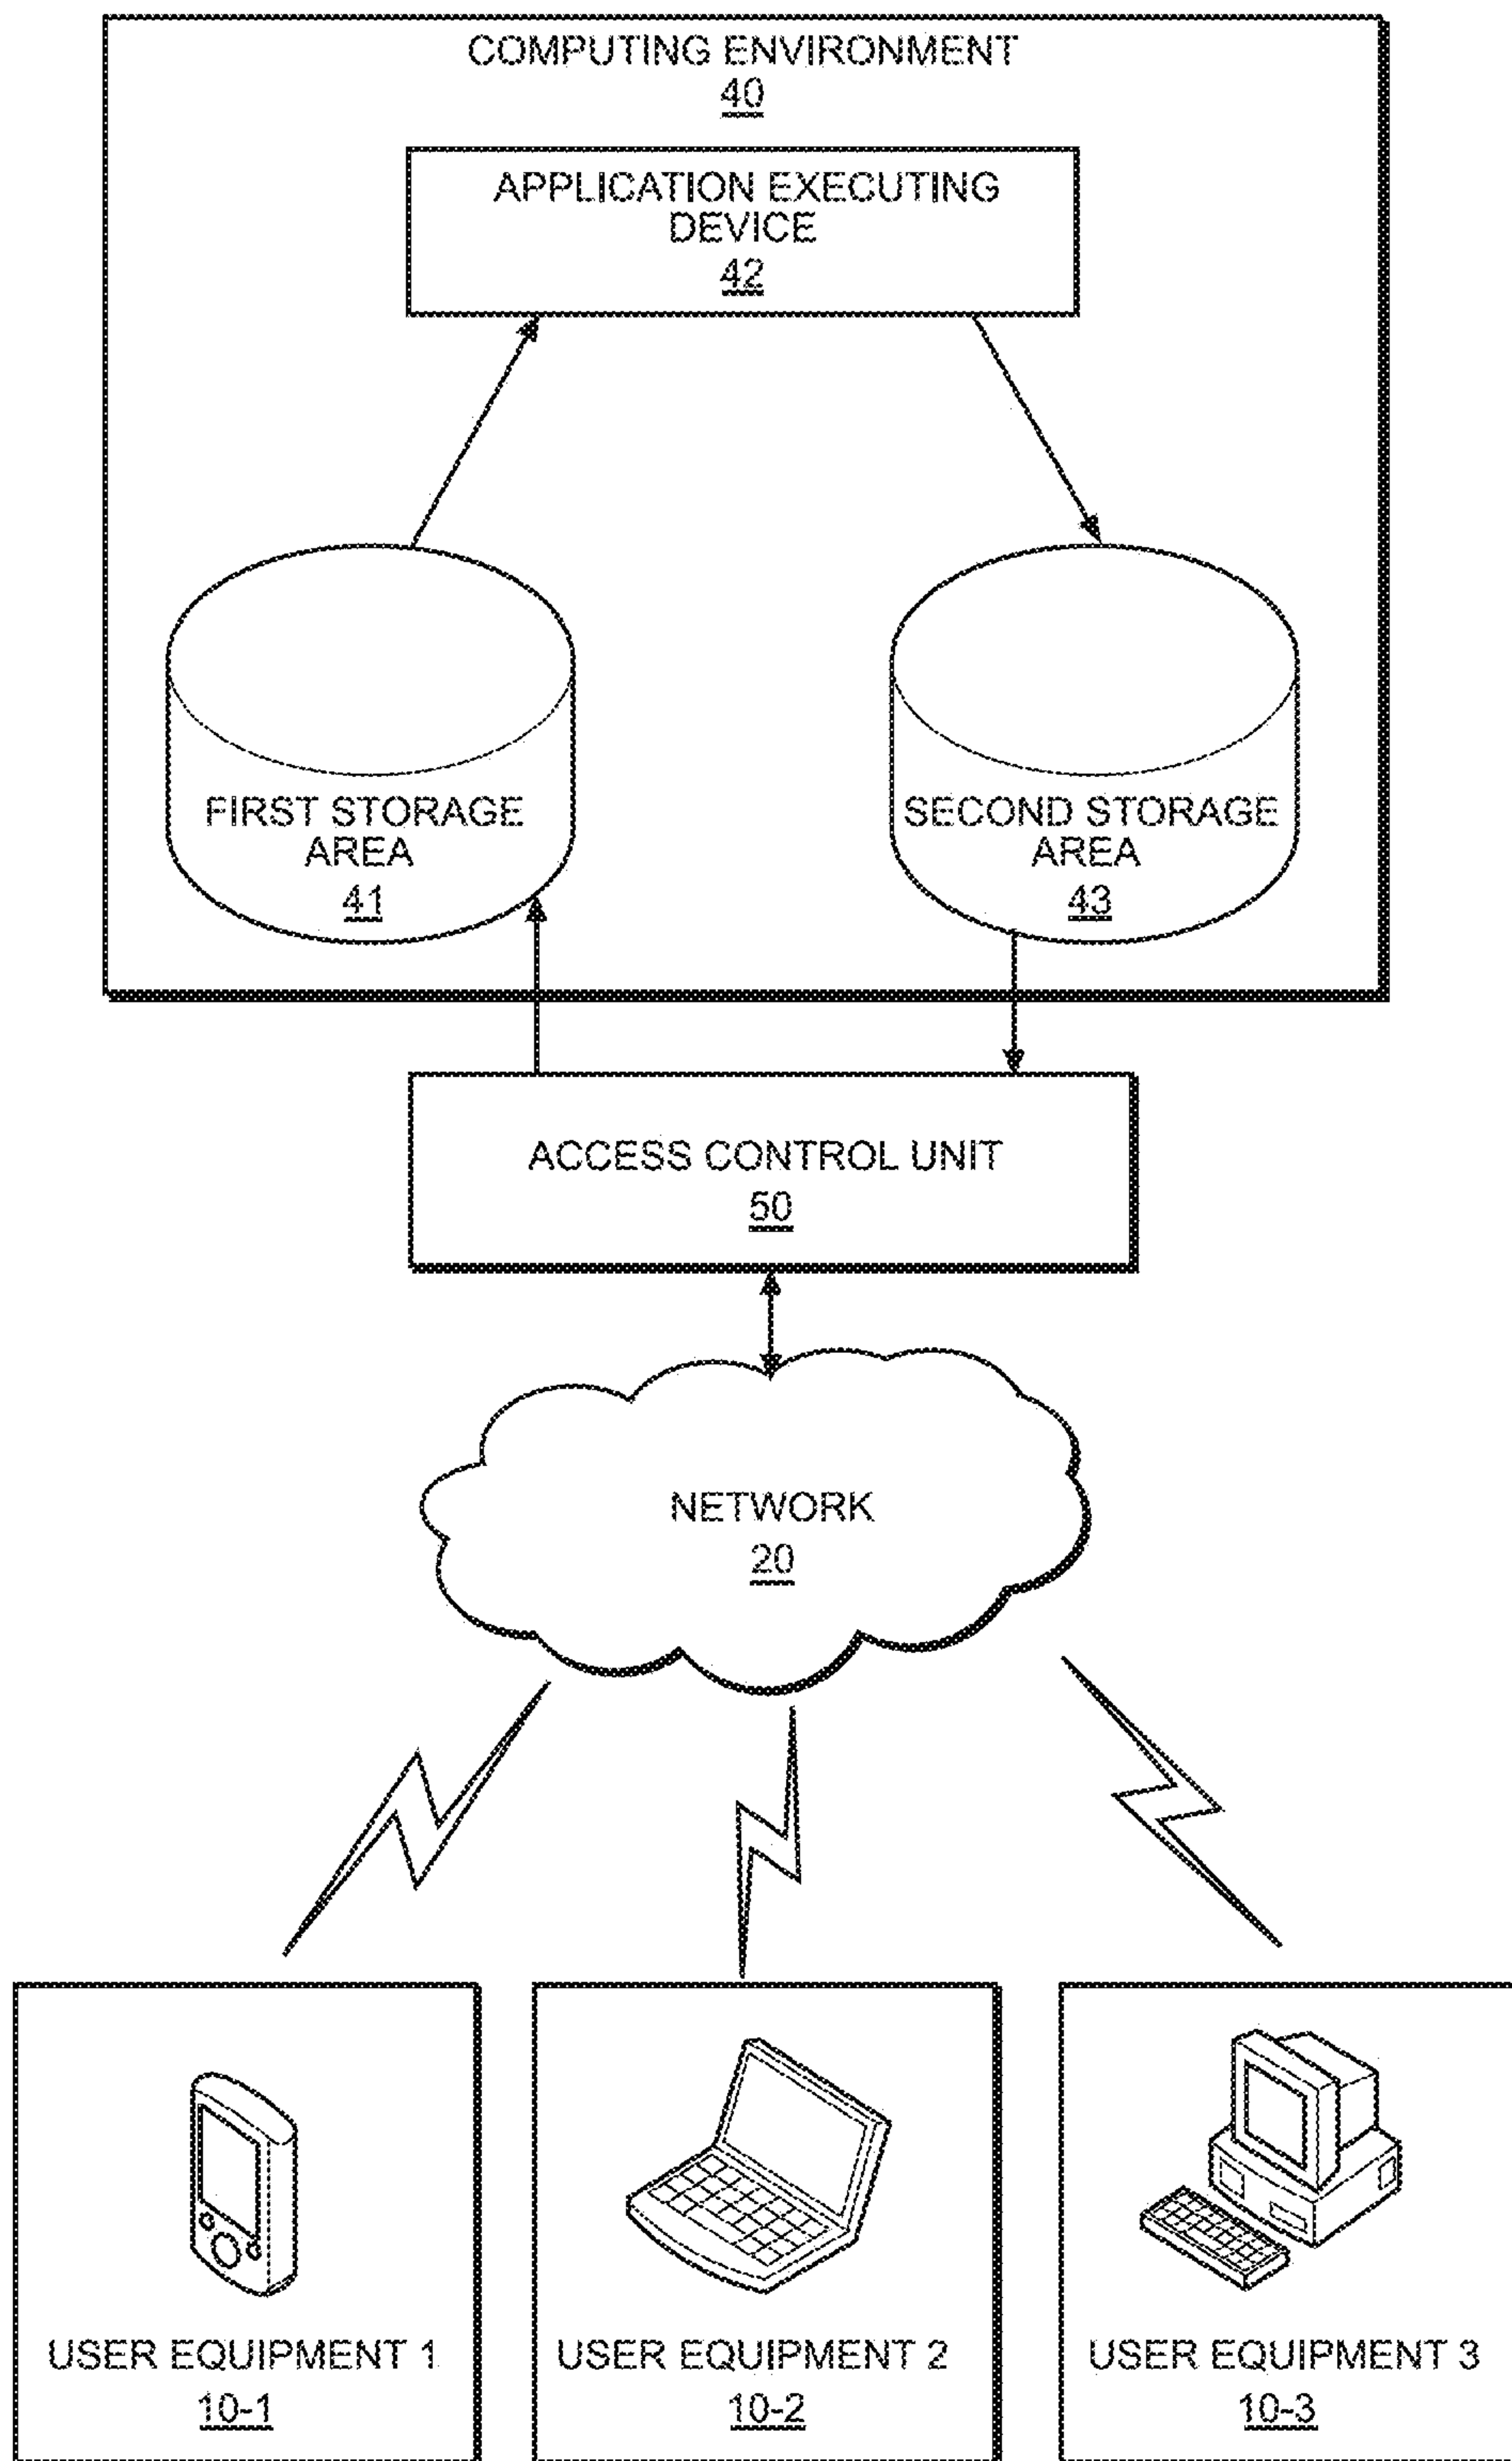 COMPUTING ENVIRONMENT
40
APPLICATION EXECUTING
DEVICE
42
FIRST STORAGE
AREA
41
SECOND STORAGE
AREA
43
ACCESS CONTROL UNIT
50
NETWORK
20
USER EQUIPMENT 1
10-1
USER EQUIPMENT 2
10-2
USER EQUIPMENT 3
10-3